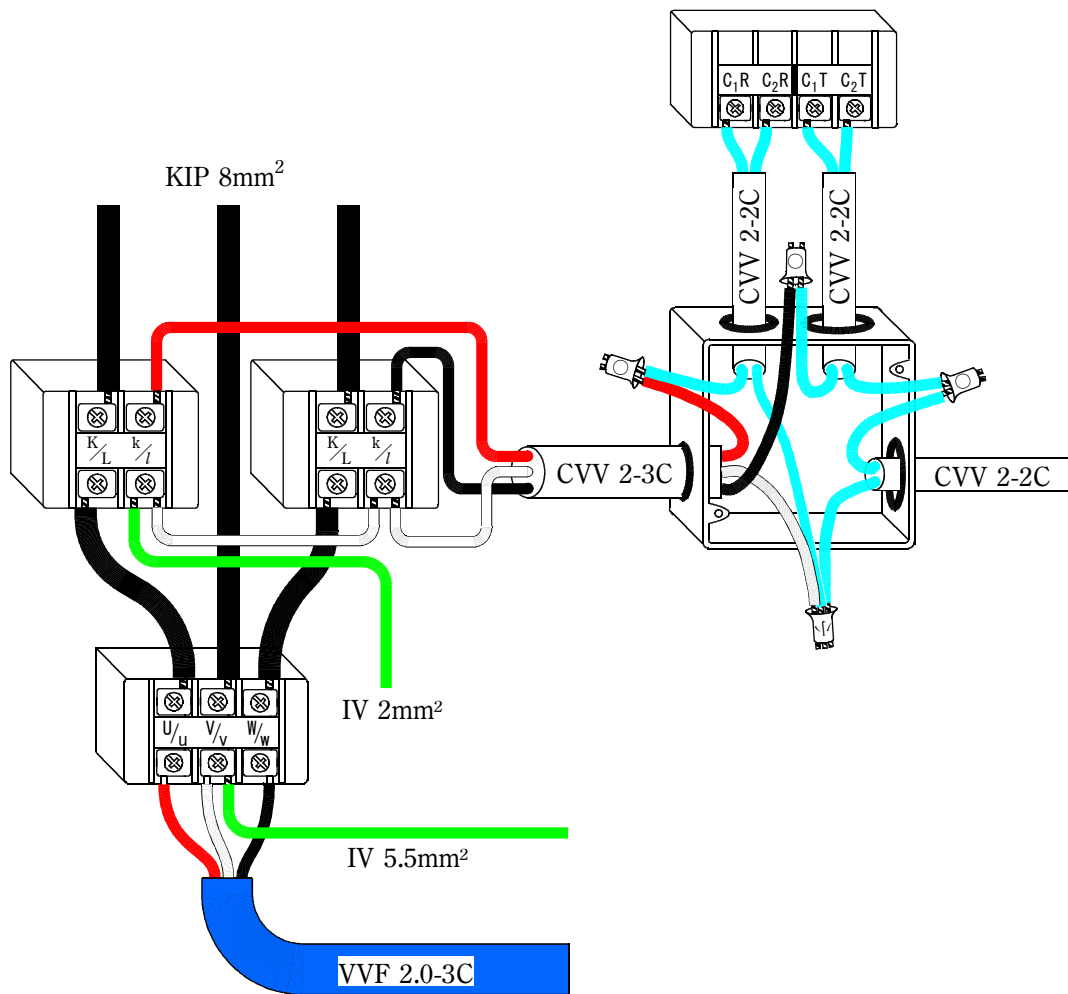 C₁R C₂R C₁T C₂T
KIP 8mm²
CVV 2-2C
CVV 2-2C
K/L k/l
K/L k/l
CVV 2-3C
CVV 2-2C
IV 2mm²
U/u V/v W/w
IV 5.5mm²
VVF 2.0-3C